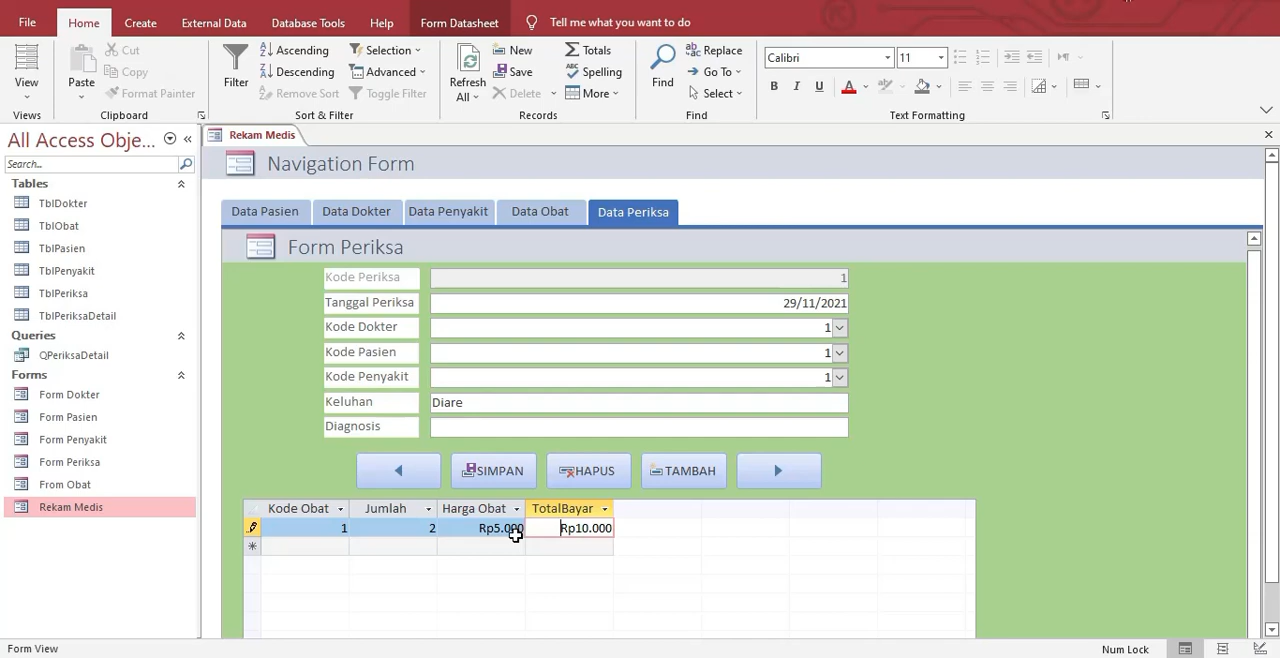 File Home Create External Data Database Tools Help Form Datasheet Tell me what you want to do
View
Views
Paste
Cut
Copy
Format Painter
Clipboard
Filter
Ascending
Descending
Remove Sort
Selection
Advanced
Toggle Filter
Sort & Filter
Refresh
All
New
Save
Delete
Totals
Spelling
More
Records
Find
Replace
Go To
Select
Find
Calibri 11
B I U A
Text Formatting
All Access Obje...
Search...
Tables
TblDokter
TblObat
TblPasien
TblPenyakit
TblPeriksa
TblPeriksaDetail
Queries
QPeriksaDetail
Forms
Form Dokter
Form Pasien
Form Penyakit
Form Periksa
From Obat
Rekam Medis
Rekam Medis
Navigation Form
Data Pasien Data Dokter Data Penyakit Data Obat Data Periksa
Form Periksa
Kode Periksa 1
Tanggal Periksa 29/11/2021
Kode Dokter 1
Kode Pasien 1
Kode Penyakit 1
Keluhan Diare
Diagnosis
SIMPAN HAPUS TAMBAH
Kode Obat Jumlah Harga Obat TotalBayar
1 2 Rp5.000 Rp10.000
Form View Num Lock